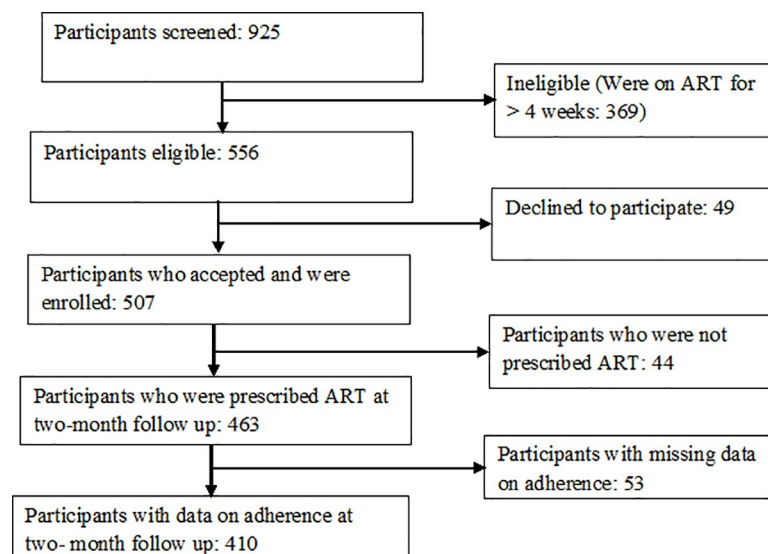 Participants screened: 925
Ineligible (Were on ART for
> 4 weeks: 369)
Participants eligible: 556
Declined to participate: 49
Participants who accepted and were
enrolled: 507
Participants who were not
prescribed ART: 44
Participants who were prescribed ART at
two-month follow up: 463
Participants with missing data
on adherence: 53
Participants with data on adherence at
two- month follow up: 410